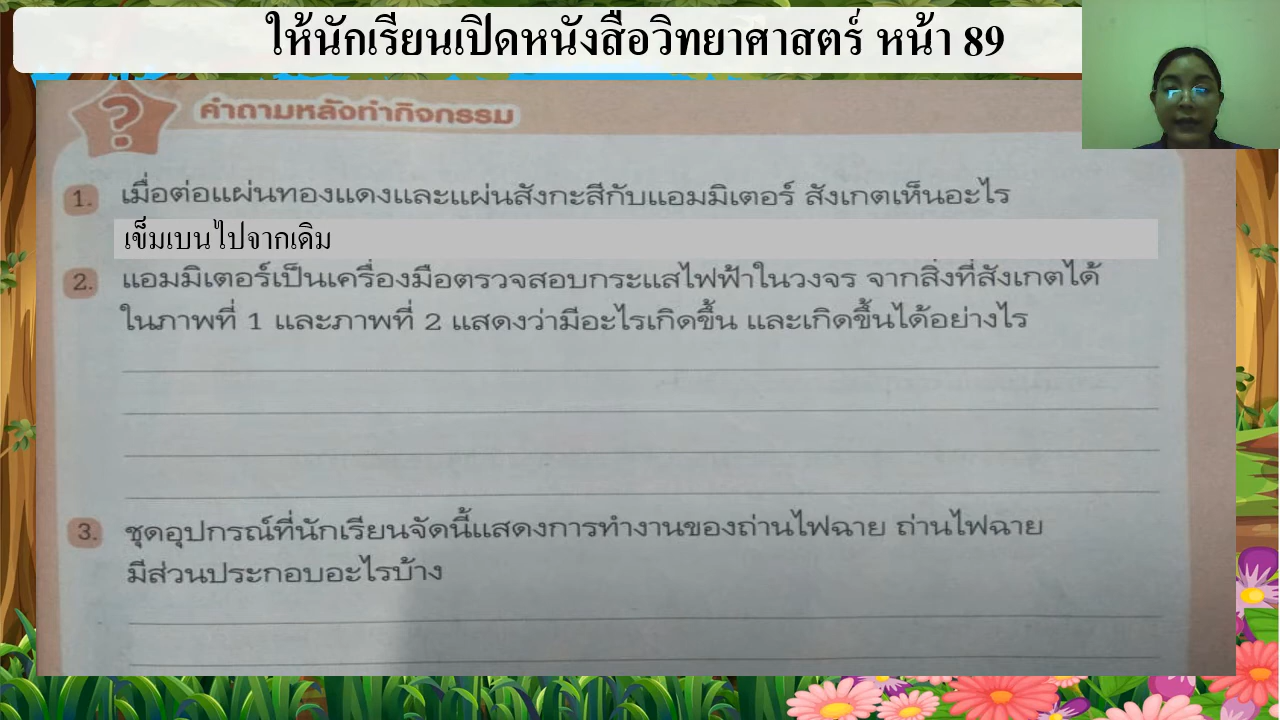 ให้นักเรียนเปิดหนังสือวิทยาศาสตร์ หน้า 89
? คำถามหลังทำกิจกรรม
1. เมื่อต่อแผ่นทองแดงและแผ่นสังกะสีกับแอมมิเตอร์ สังเกตเห็นอะไร
เข็มเบนไปจากเดิม
2. แอมมิเตอร์เป็นเครื่องมือตรวจสอบกระแสไฟฟ้าในวงจร จากสิ่งที่สังเกตได้
ในภาพที่ 1 และภาพที่ 2 แสดงว่ามีอะไรเกิดขึ้น และเกิดขึ้นได้อย่างไร
3. ชุดอุปกรณ์ที่นักเรียนจัดนี้แสดงการทำงานของถ่านไฟฉาย ถ่านไฟฉาย
มีส่วนประกอบอะไรบ้าง